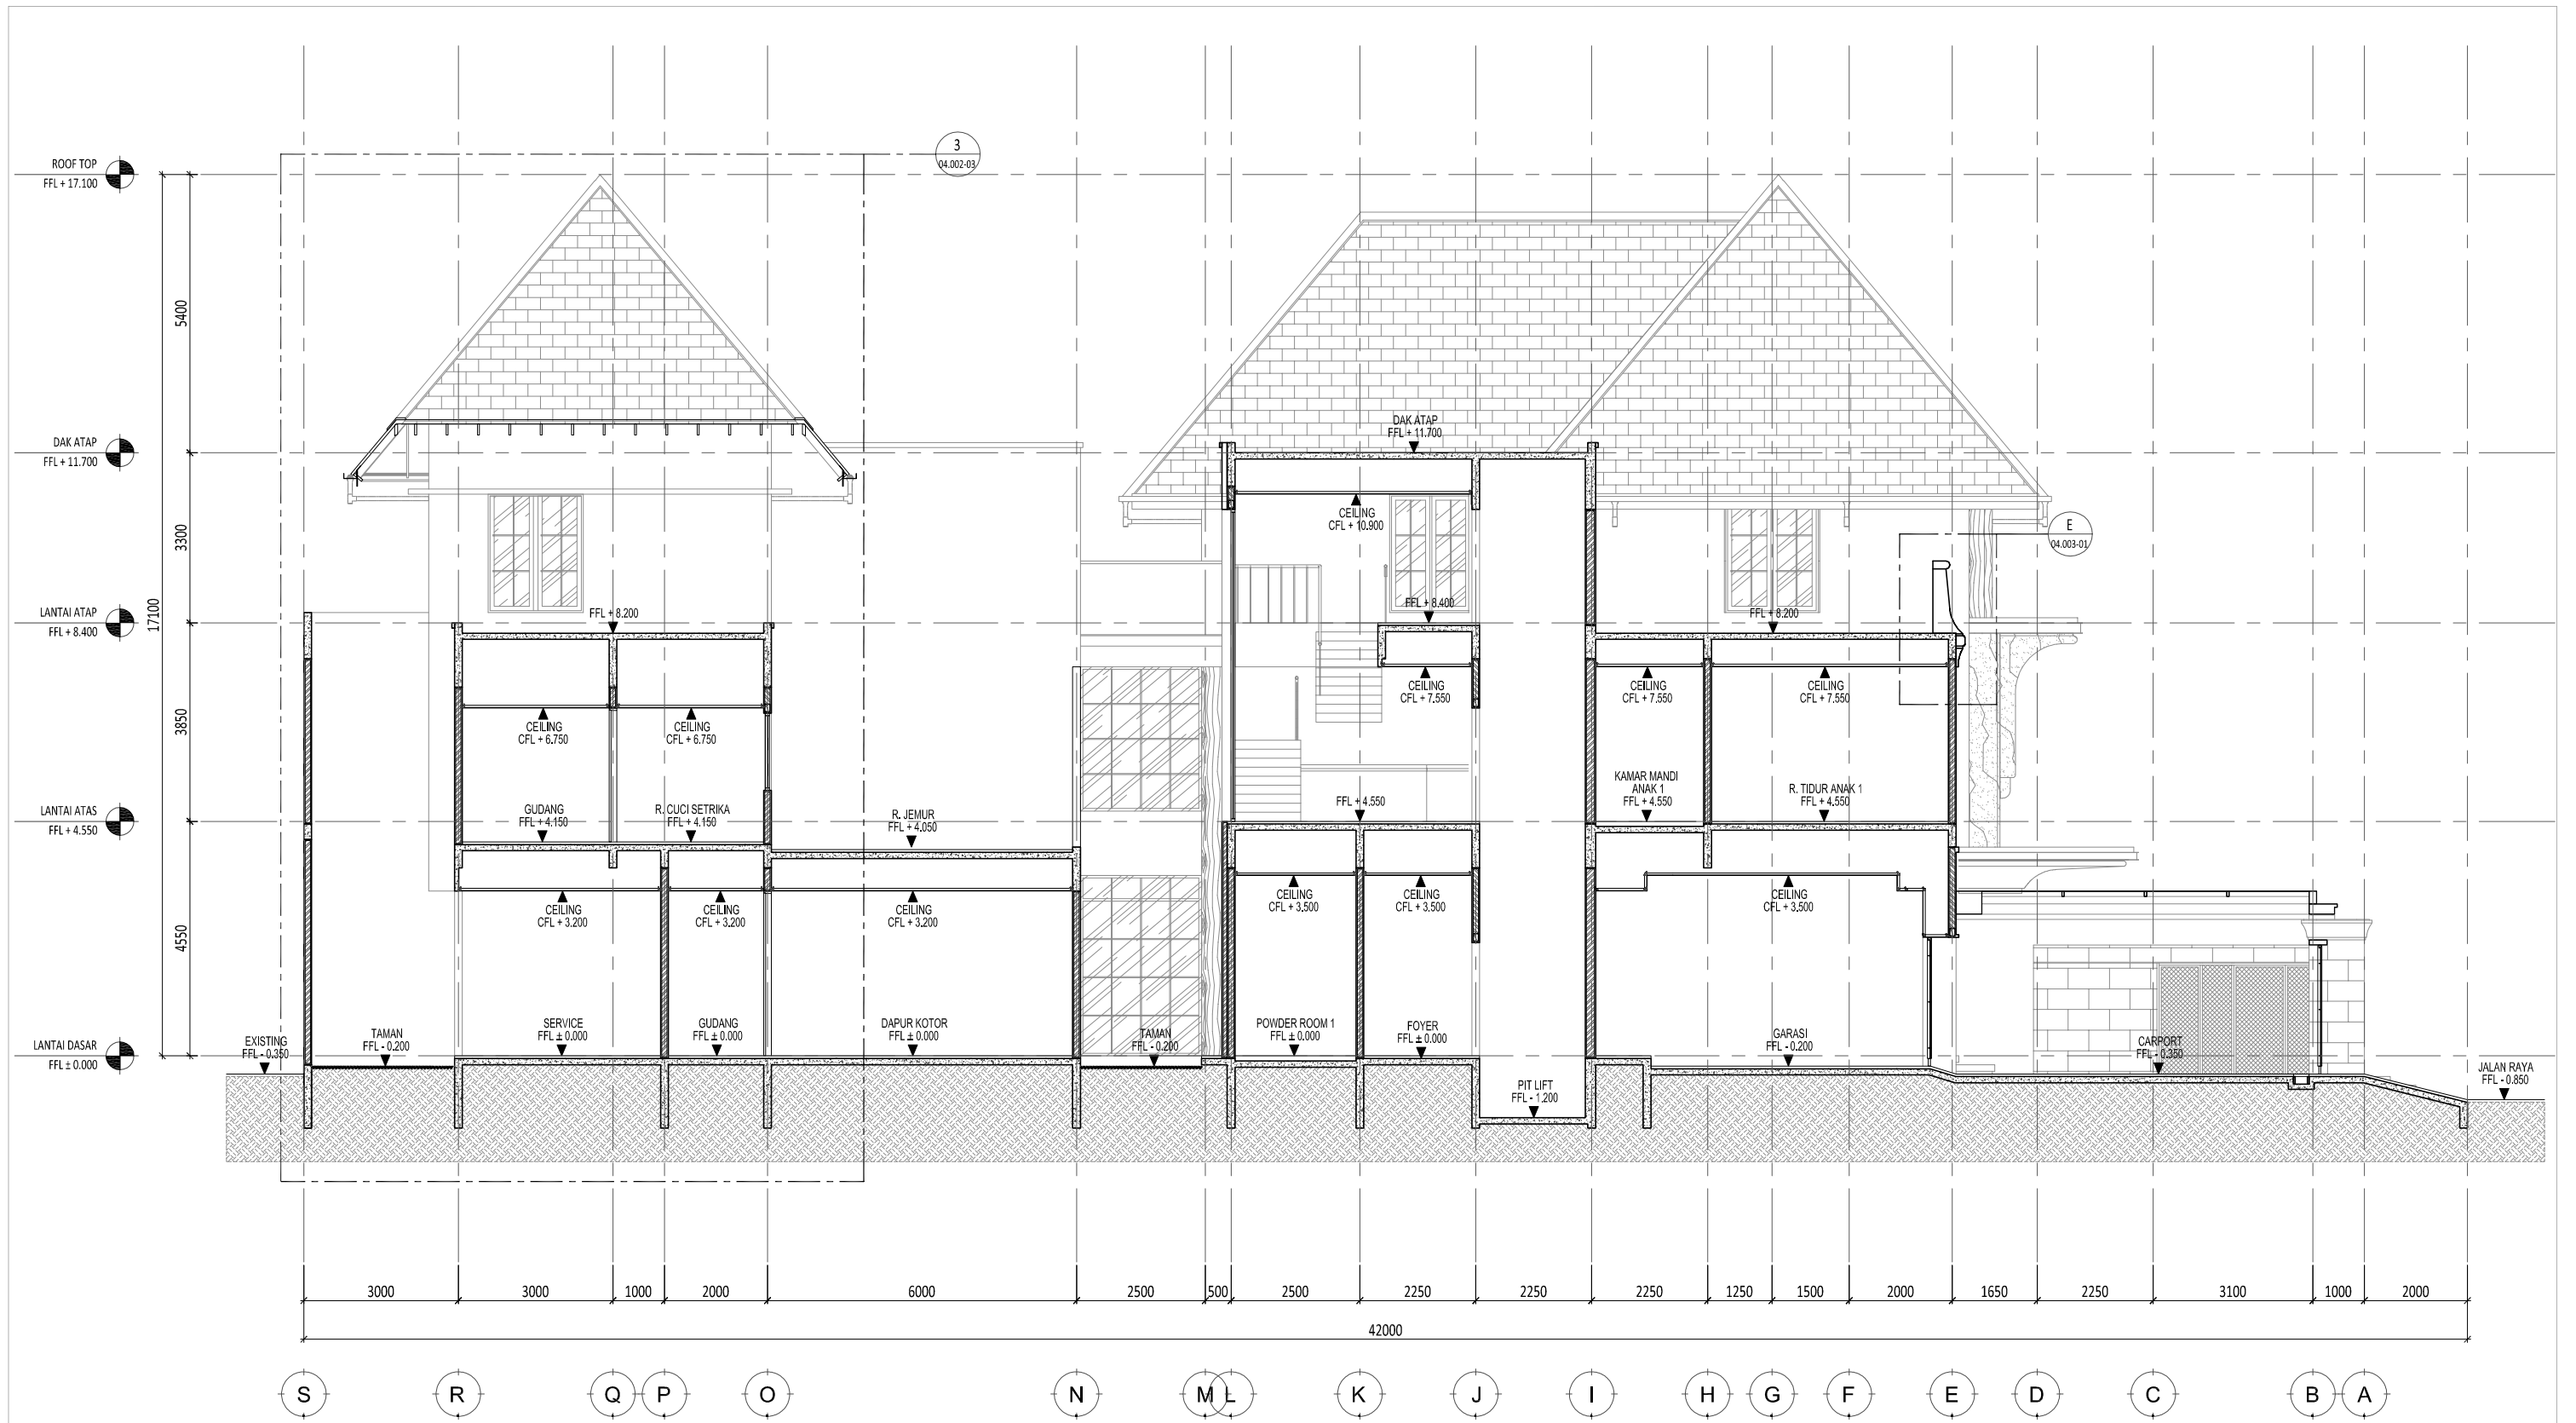 3
04.002-03
ROOF TOP
FFL + 17.100
DAK ATAP
FFL + 11.700
LANTAI ATAP
FFL + 8.400
LANTAI ATAS
FFL + 4.550
LANTAI DASAR
FFL ± 0.000
17100
5400
3300
3850
4550
DAK ATAP
FFL + 11.700
CEILING
CFL + 10.900
E
04.003-01
FFL + 8.200
FFL + 8.400
FFL + 8.200
CEILING
CFL + 6.750
CEILING
CFL + 6.750
CEILING
CFL + 7.550
CEILING
CFL + 7.550
CEILING
CFL + 7.550
GUDANG
FFL + 4.150
R. CUCI SETRIKA
FFL + 4.150
R. JEMUR
FFL + 4.050
FFL + 4.550
KAMAR MANDI
ANAK 1
FFL + 4.550
R. TIDUR ANAK 1
FFL + 4.550
CEILING
CFL + 3.200
CEILING
CFL + 3.200
CEILING
CFL + 3.200
CEILING
CFL + 3.500
CEILING
CFL + 3.500
CEILING
CFL + 3.500
EXISTING
FFL - 0.350
TAMAN
FFL - 0.200
SERVICE
FFL ± 0.000
GUDANG
FFL ± 0.000
DAPUR KOTOR
FFL ± 0.000
TAMAN
FFL - 0.200
POWDER ROOM 1
FFL ± 0.000
FOYER
FFL ± 0.000
PIT LIFT
FFL - 1.200
GARASI
FFL - 0.200
CARPORT
FFL - 0.350
JALAN RAYA
FFL - 0.850
3000 3000 1000 2000 6000 2500 500 2500 2250 2250 2250 1250 1500 2000 1650 2250 3100 1000 2000
42000
S R Q P O N M L K J I H G F E D C B A